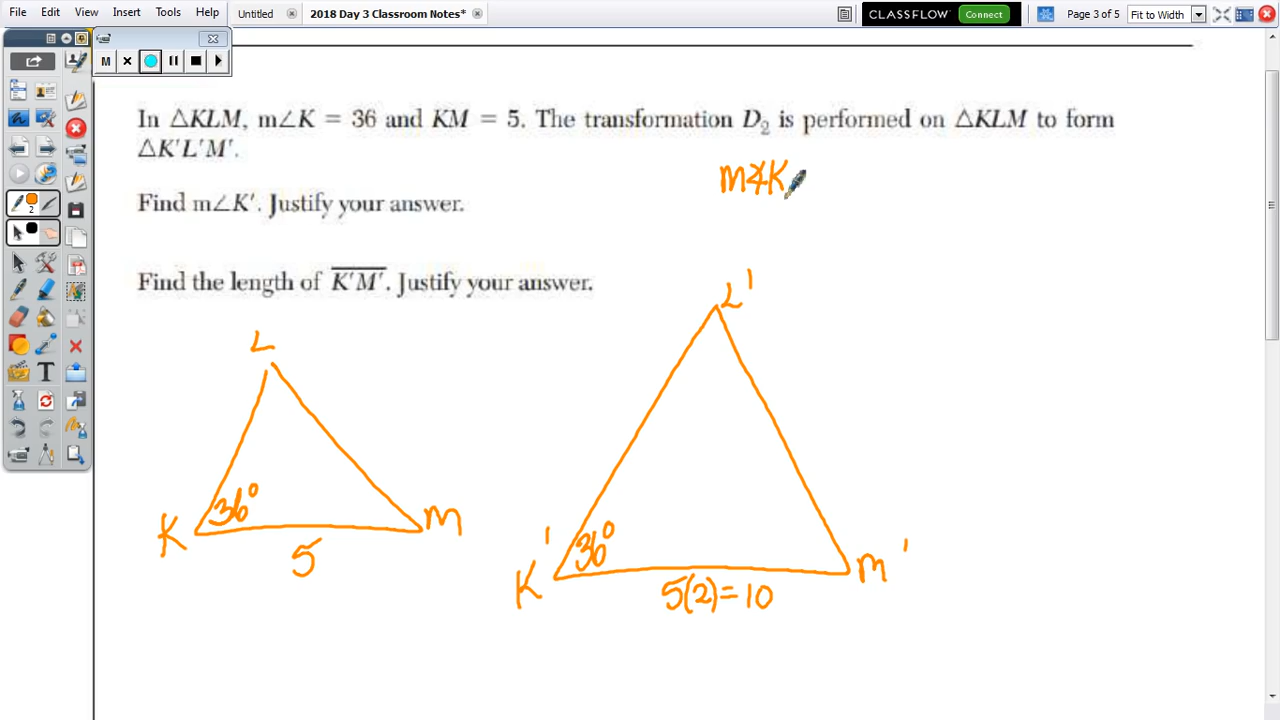 File Edit View Insert Tools Help Untitled 2018 Day 3 Classroom Notes* CLASSFLOW Connect Page 3 of 5 Fit to Width
M
In △KLM, m∠K = 36 and KM = 5. The transformation D₂ is performed on △KLM to form
△K′L′M′.
m∡K
Find m∠K′. Justify your answer.
Find the length of K′M′. Justify your answer.
2
T
L
L'
36°
K
M
5
36°
K'
M'
5(2)=10